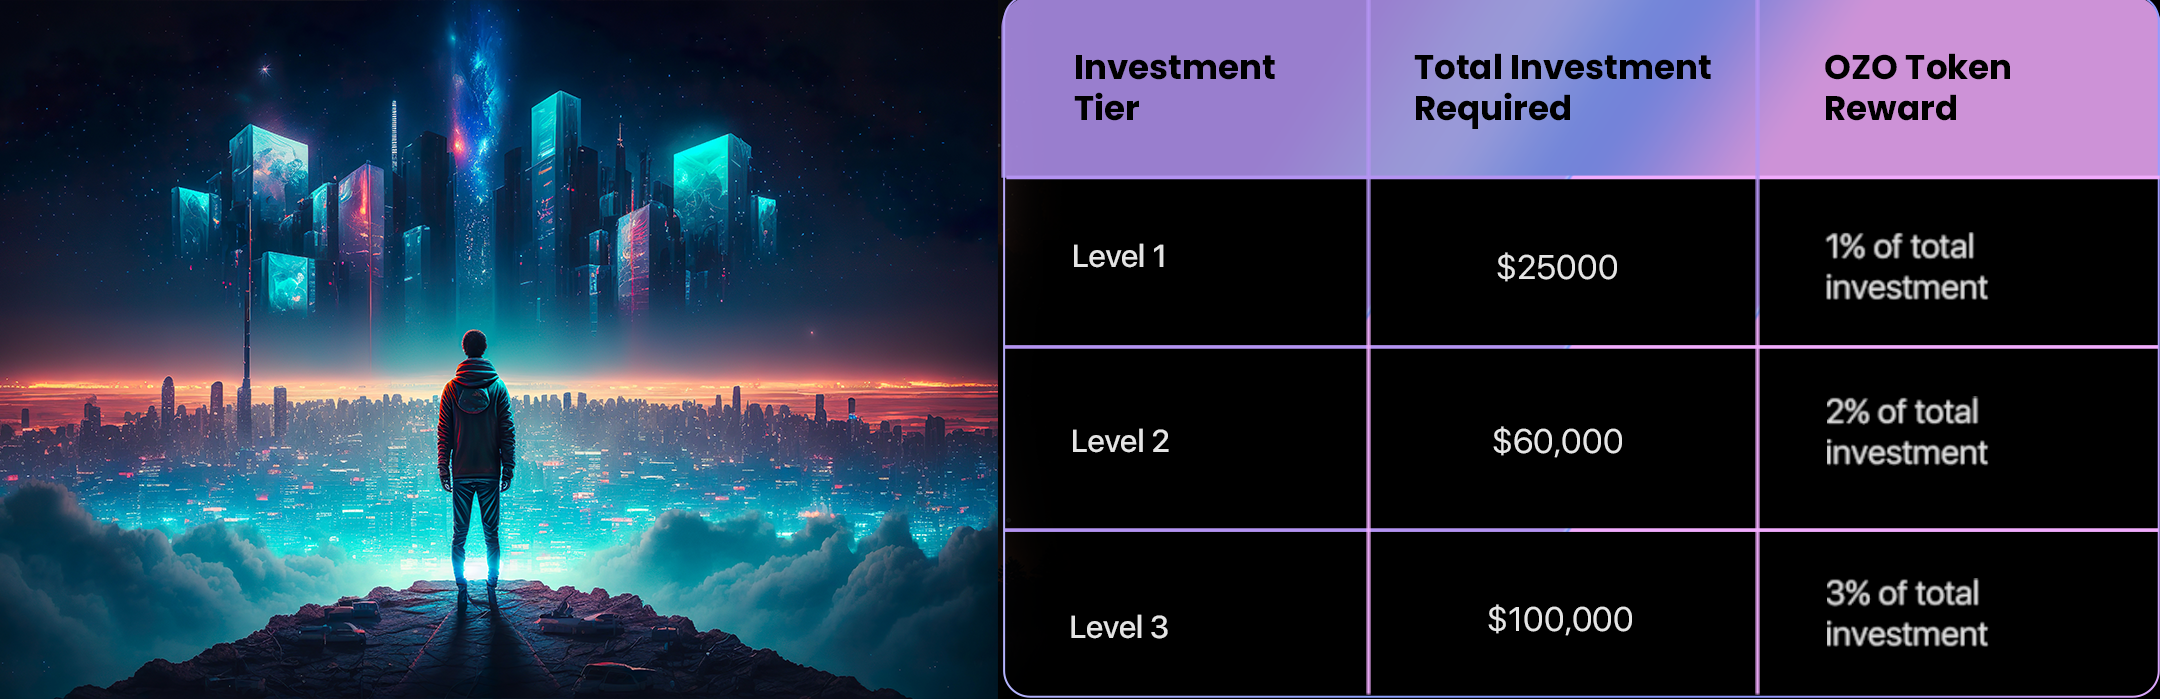 Investment
Tier
Total Investment
Required
OZO Token
Reward
Level 1
$25000
1% of total
investment
Level 2
$60,000
2% of total
investment
Level 3
$100,000
3% of total
investment